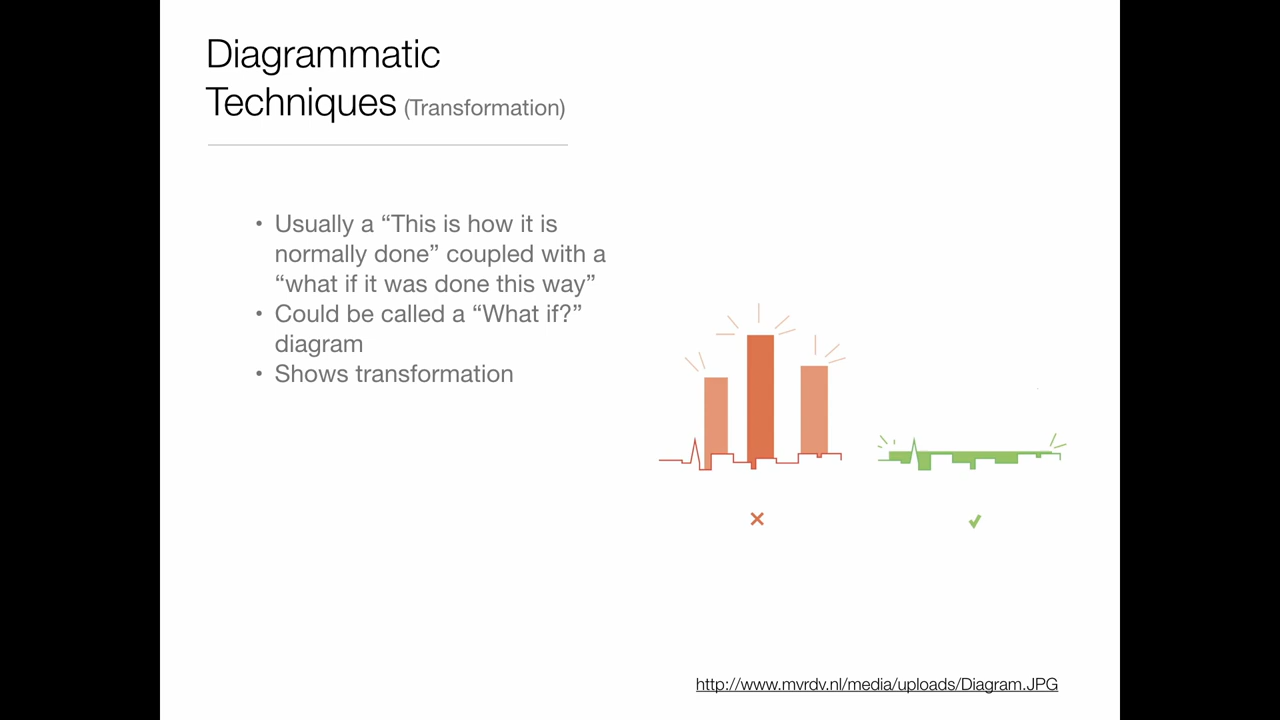 Diagrammatic
Techniques (Transformation)
• Usually a “This is how it is
normally done” coupled with a
“what if it was done this way”
• Could be called a “What if?”
diagram
• Shows transformation
http://www.mvrdv.nl/media/uploads/Diagram.JPG